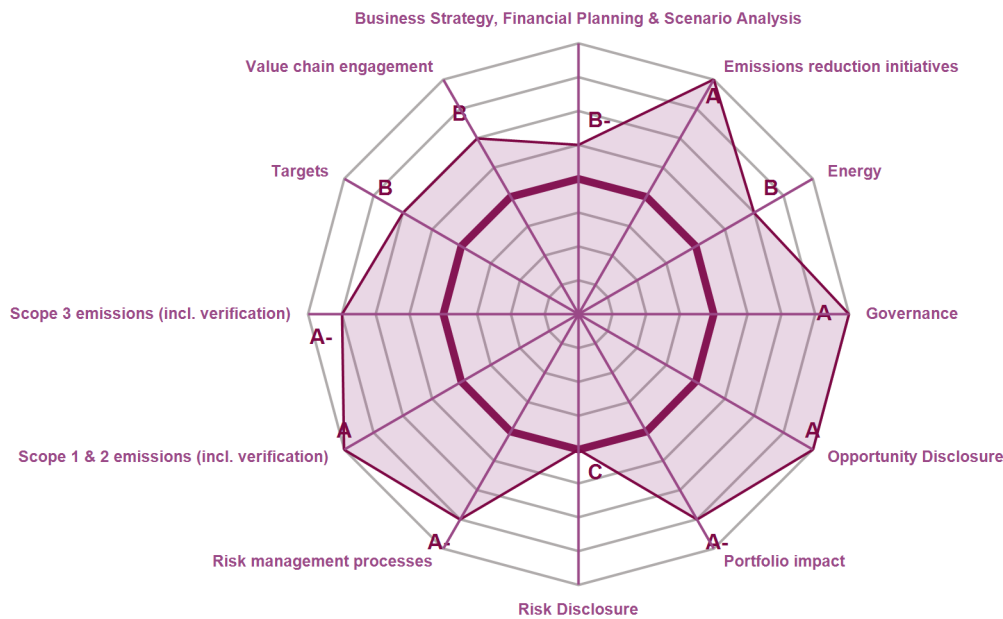 Business Strategy, Financial Planning & Scenario Analysis
Value chain engagement
Emissions reduction initiatives
A
B
B-
Targets
Energy
B
B
Scope 3 emissions (incl. verification)
A
Governance
A-
A
A
Scope 1 & 2 emissions (incl. verification)
Opportunity Disclosure
C
A-
A-
Risk management processes
Portfolio impact
Risk Disclosure